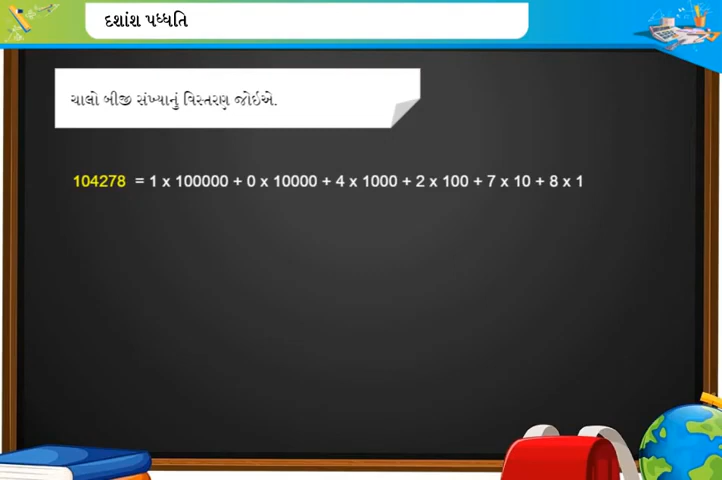 દશાંશ પધ્ધતિ
ચાલો બીજી સંખ્યાનું વિસ્તરણ જોઈએ.
104278 = 1 x 100000 + 0 x 10000 + 4 x 1000 + 2 x 100 + 7 x 10 + 8 x 1